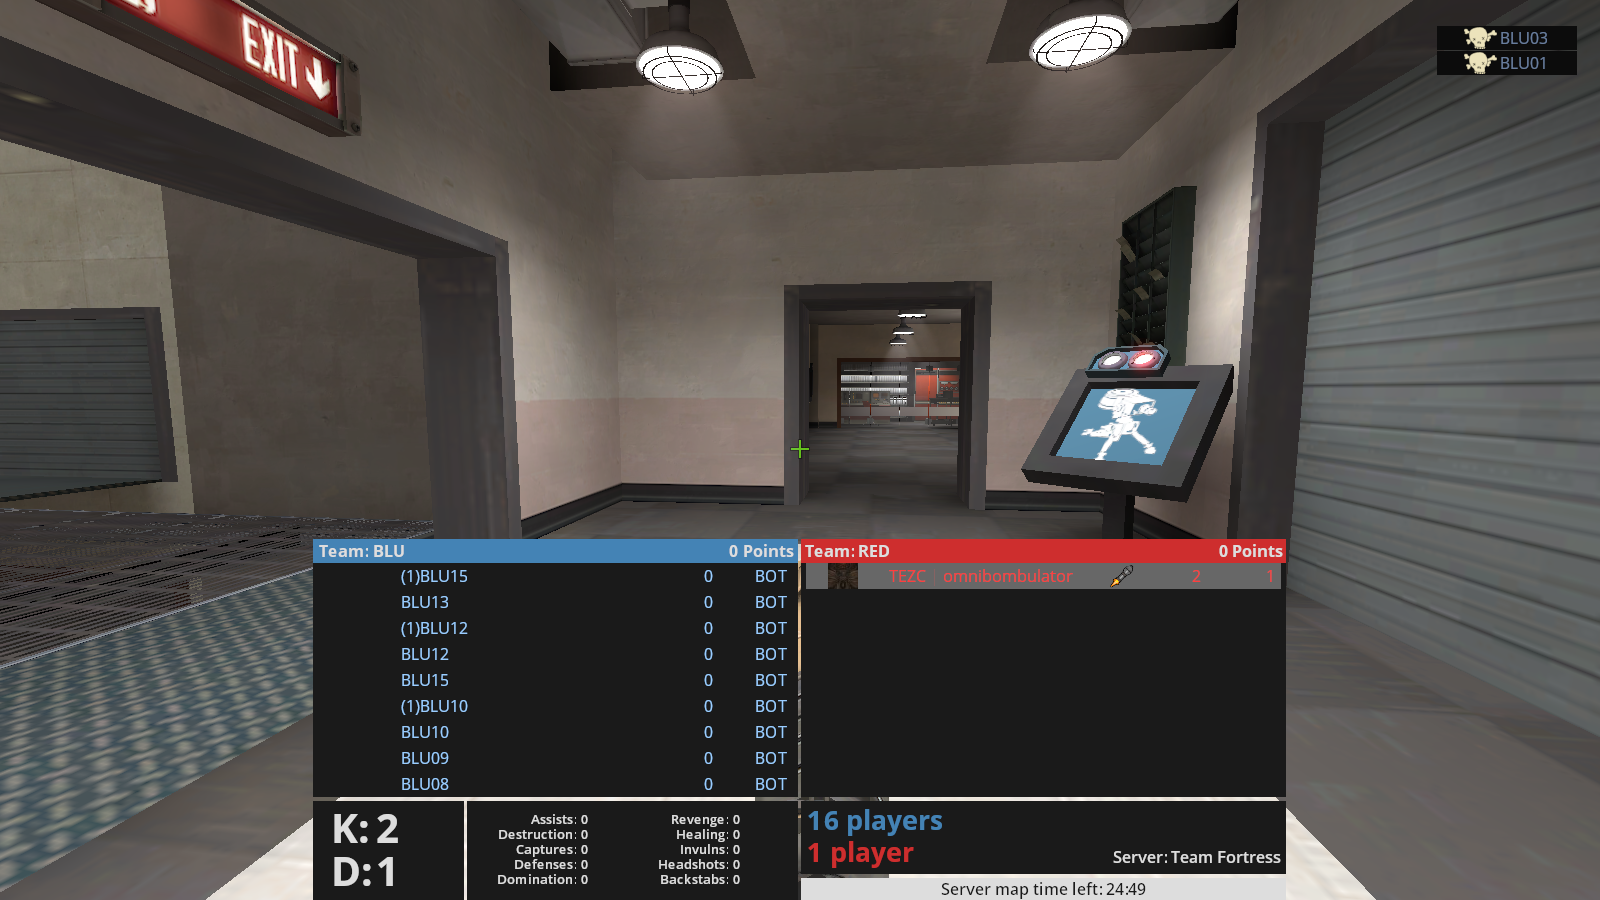 EXIT
BLU03
BLU01
Team: BLU 0 Points
(1)BLU15 0 BOT
BLU13 0 BOT
(1)BLU12 0 BOT
BLU12 0 BOT
BLU15 0 BOT
(1)BLU10 0 BOT
BLU10 0 BOT
BLU09 0 BOT
BLU08 0 BOT
Team: RED 0 Points
TEZC | omnibombulator 2 1
K: 2
D: 1
Assists: 0
Destruction: 0
Captures: 0
Defenses: 0
Domination: 0
Revenge: 0
Healing: 0
Invulns: 0
Headshots: 0
Backstabs: 0
16 players
1 player
Server: Team Fortress
Server map time left: 24:49